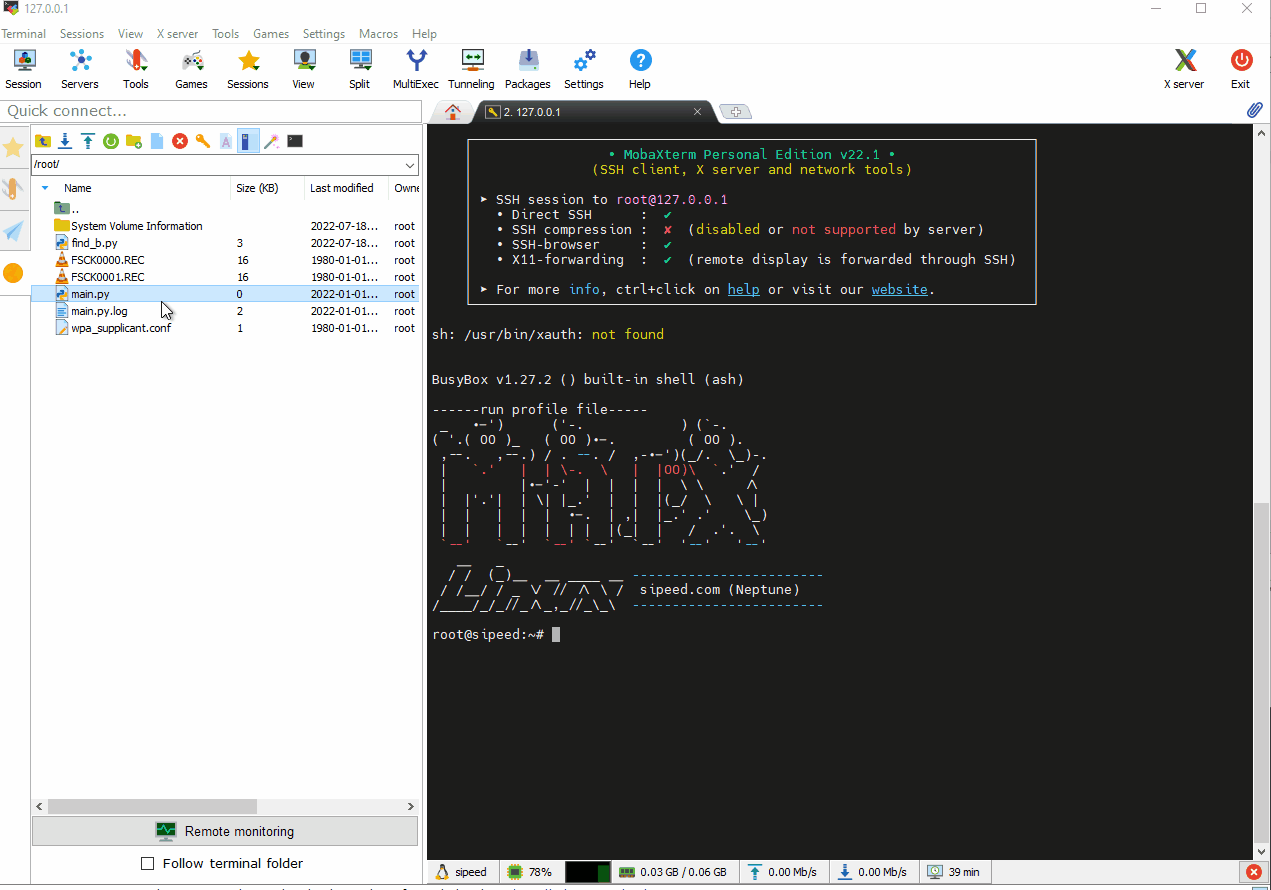 127.0.0.1
Terminal Sessions View X server Tools Games Settings Macros Help
Session Servers Tools Games Sessions View Split MultiExec Tunneling Packages Settings Help X server Exit
Quick connect...
2. 127.0.0.1
/root/
Name Size (KB) Last modified Owne
..
System Volume Information 2022-07-18... root
find_b.py 3 2022-07-18... root
FSCK0000.REC 16 1980-01-01... root
FSCK0001.REC 16 1980-01-01... root
main.py 0 2022-01-01... root
main.py.log 2 2022-01-01... root
wpa_supplicant.conf 1 1980-01-01... root
Remote monitoring
Follow terminal folder
• MobaXterm Personal Edition v22.1 •
(SSH client, X server and network tools)
➤ SSH session to root@127.0.0.1
• Direct SSH : ✔
• SSH compression : ✘ (disabled or not supported by server)
• SSH-browser : ✔
• X11-forwarding : ✔ (remote display is forwarded through SSH)
➤ For more info, ctrl+click on help or visit our website.
sh: /usr/bin/xauth: not found
BusyBox v1.27.2 () built-in shell (ash)
------run profile file-----
MaiX
Linux
sipeed.com (Neptune)
root@sipeed:~#
speed 78% 0.03 GB / 0.06 GB 0.00 Mb/s 0.00 Mb/s 39 min